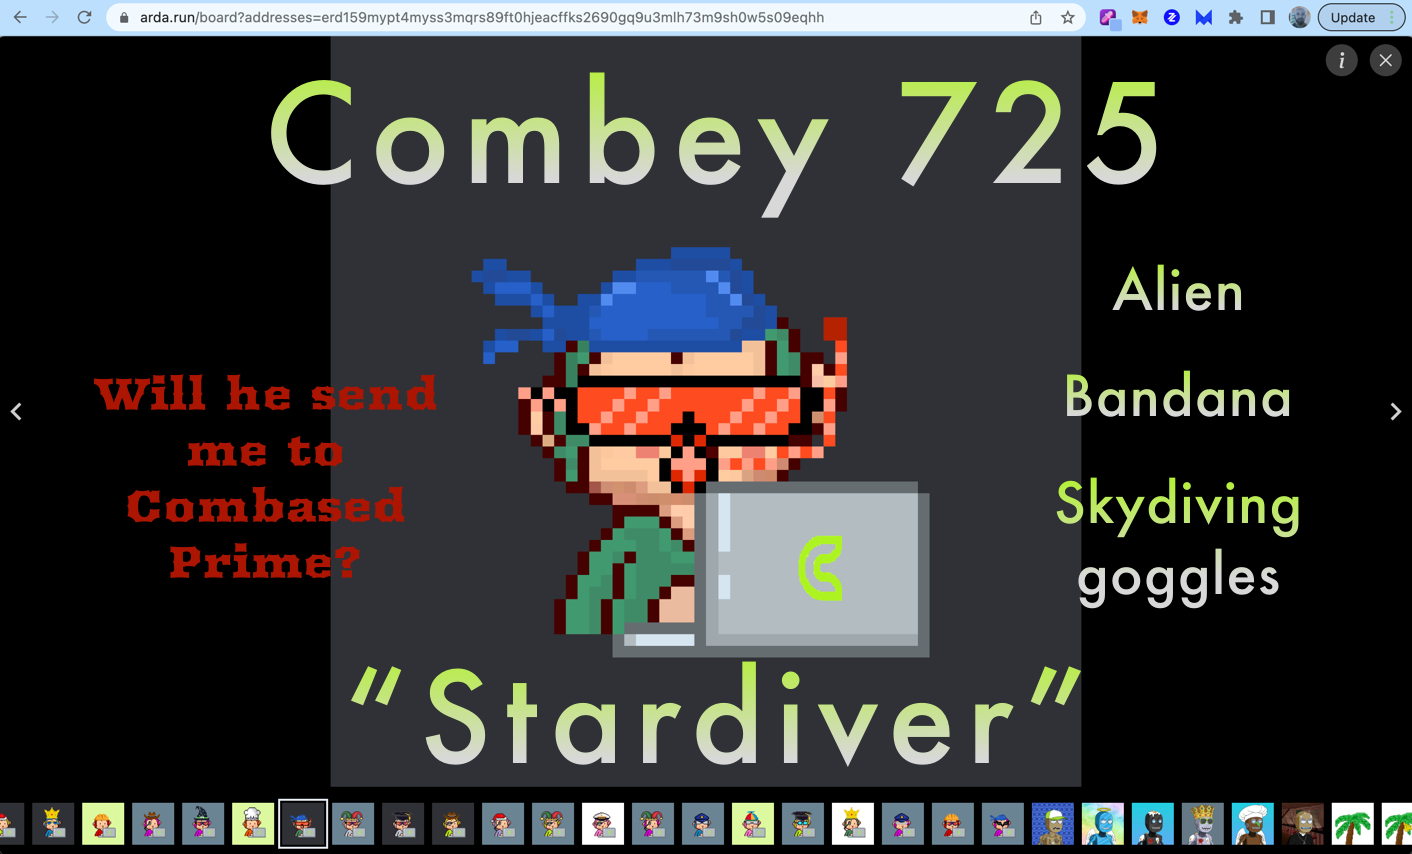 arda.run/board?addresses=erd159mypt4myss3mqrs89ft0hjeacffks2690gq9u3mlh73m9sh0w5s09eqhh
Update
Combey 725
Alien
Bandana
Skydiving
goggles
Will he send
me to
Combased
Prime?
"Stardiver"